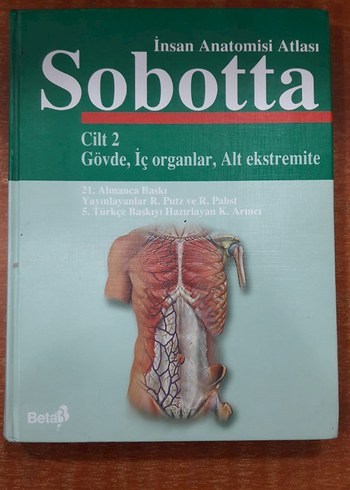 İnsan Anatomisi Atlası
Sobotta
Cilt 2
Gövde, İç organlar, Alt ekstremite
21. Almanca Baskı
Yayınlayanlar R. Putz ve R. Pabst
5. Türkçe Baskıyı Hazırlayan K. Arıncı
Beta